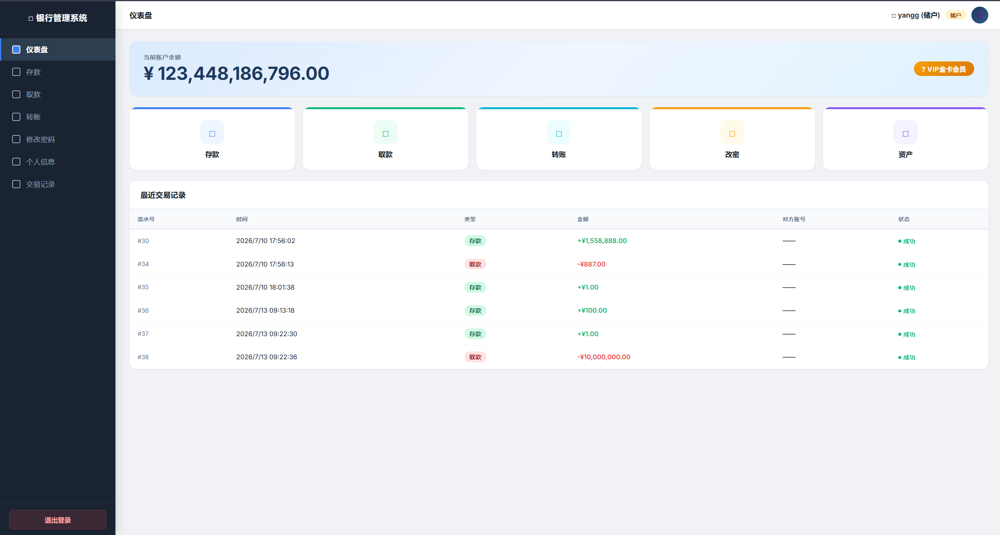 银行管理系统
仪表盘
存款
取款
转账
修改密码
个人信息
交易记录
退出登录
仪表盘
yangg (储户) 储户
当前账户余额
¥ 123,448,186,796.00
? VIP金卡会员
存款 取款 转账 改密 资产
最近交易记录
流水号 时间 类型 金额 对方账号 状态
#30 2026/7/10 17:56:02 存款 +¥1,558,888.00 —— 成功
#34 2026/7/10 17:56:13 取款 -¥887.00 —— 成功
#35 2026/7/10 18:01:38 存款 +¥1.00 —— 成功
#36 2026/7/13 09:13:18 存款 +¥100.00 —— 成功
#37 2026/7/13 09:22:30 存款 +¥1.00 —— 成功
#38 2026/7/13 09:22:36 取款 -¥10,000,000.00 —— 成功